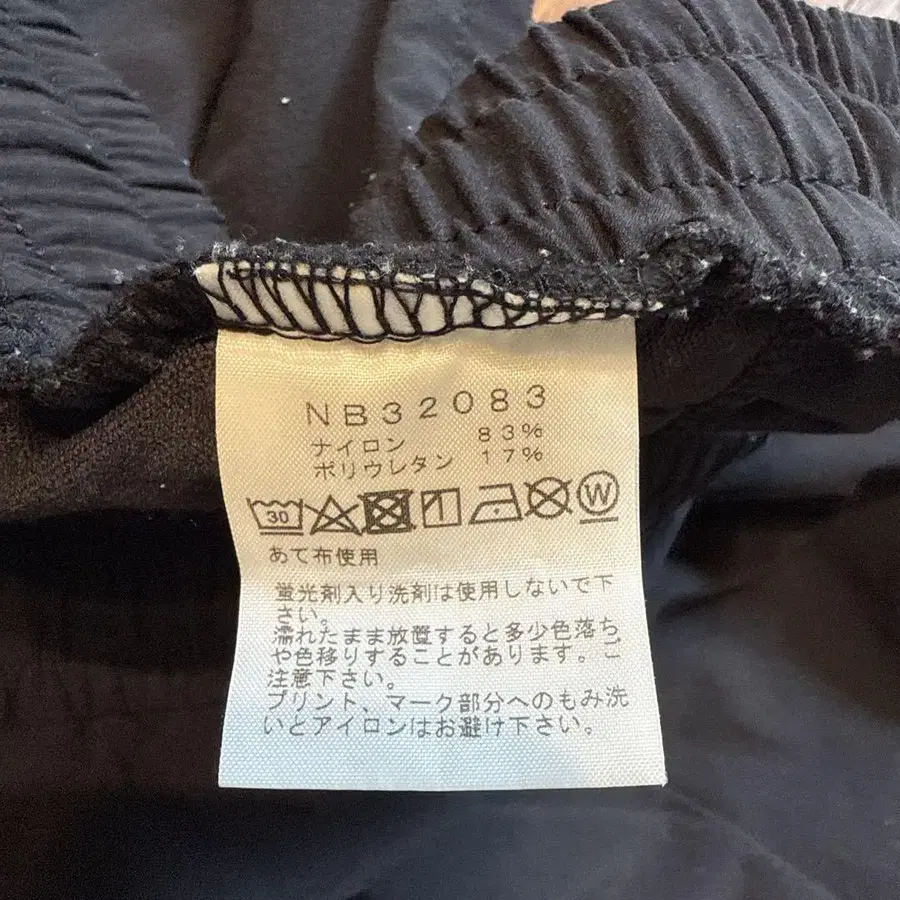 NB32083
ナイロン 83%
ポリウレタン 17%
30 W
あて布使用
蛍光剤入り洗剤は使用しないで下
さい。
濡れたまま放置すると多少色落ち
や色移りすることがあります。ご
注意下さい。
プリント、マーク部分へのもみ洗
いとアイロンはお避け下さい。